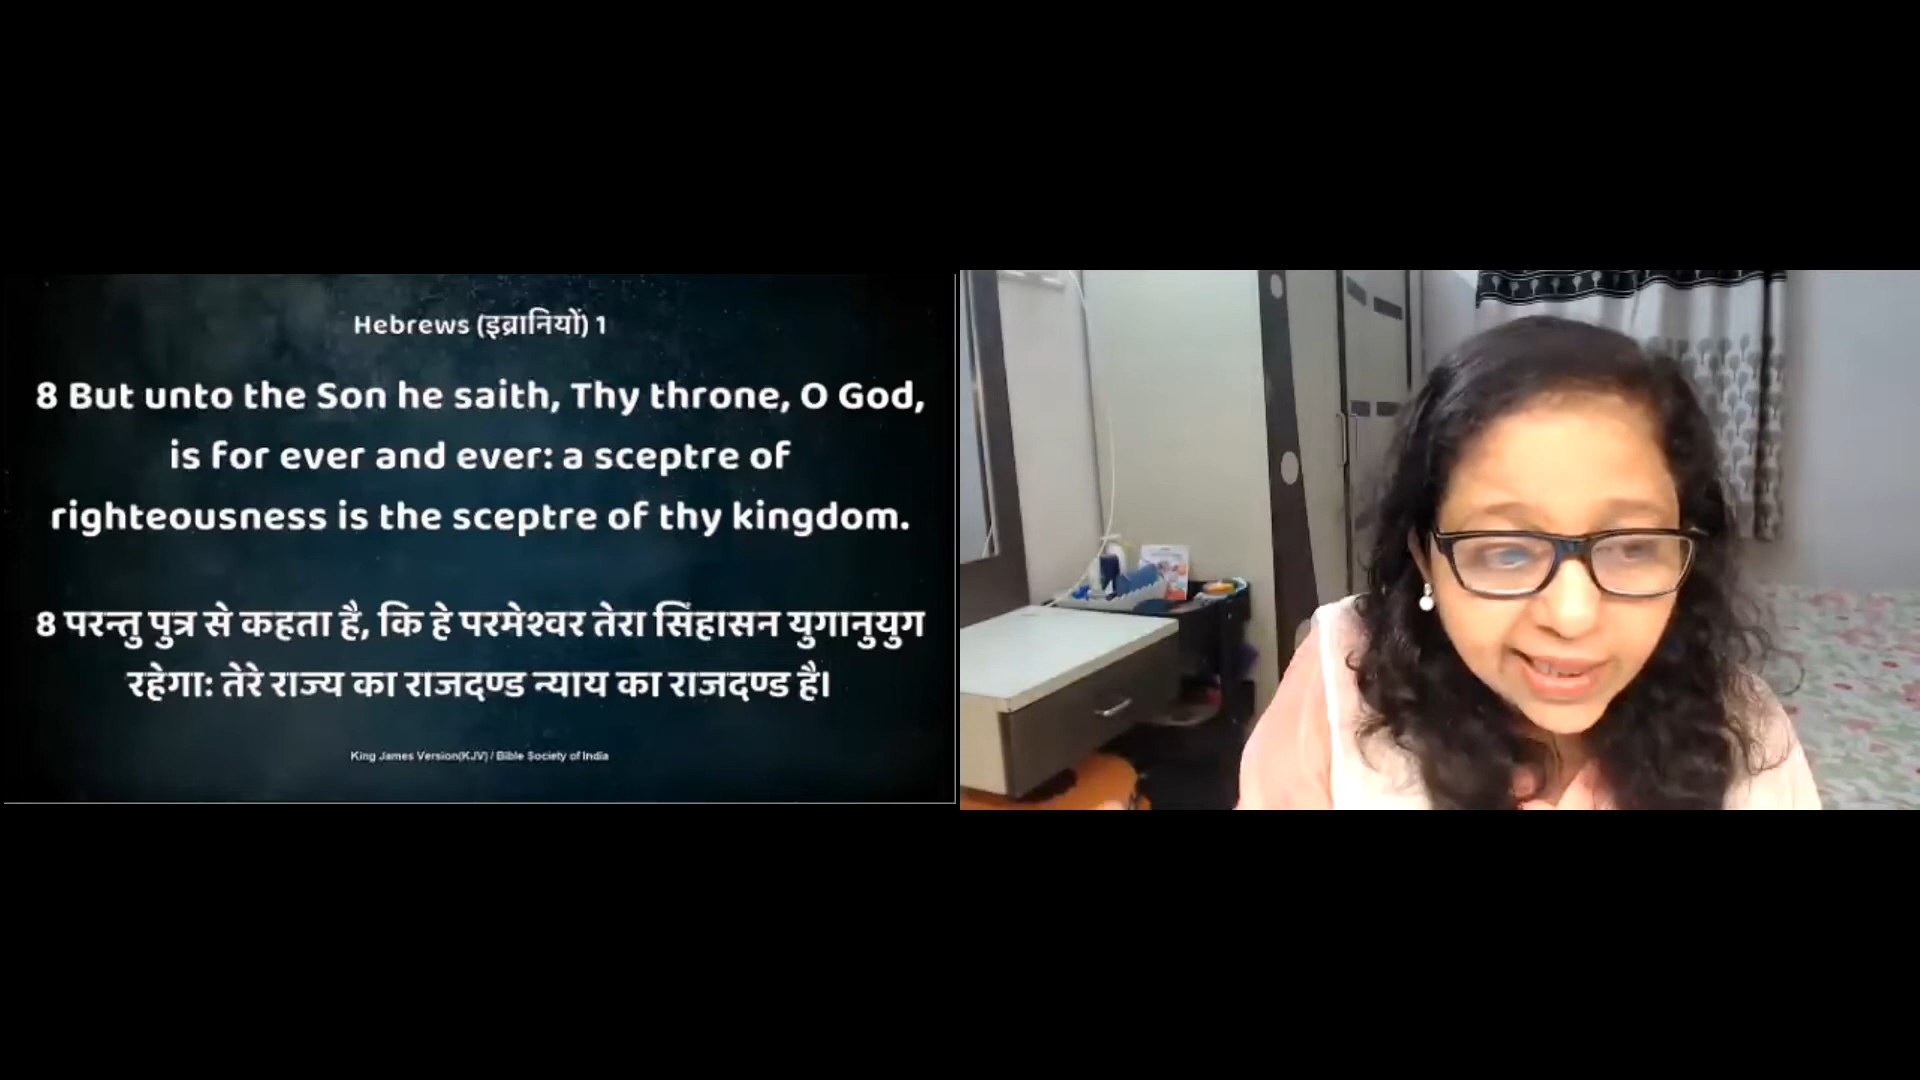 Hebrews (इब्रानियों) 1
8 But unto the Son he saith, Thy throne, O God,
is for ever and ever: a sceptre of
righteousness is the sceptre of thy kingdom.
8 परन्तु पुत्र से कहता है, कि हे परमेश्वर तेरा सिंहासन युगानुयुग
रहेगा: तेरे राज्य का राजदण्ड न्याय का राजदण्ड है।
King James Version(KJV) / Bible Society of India